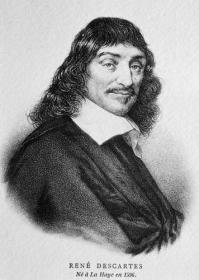 RENÉ DESCARTES
Né à La Haye en 1596.